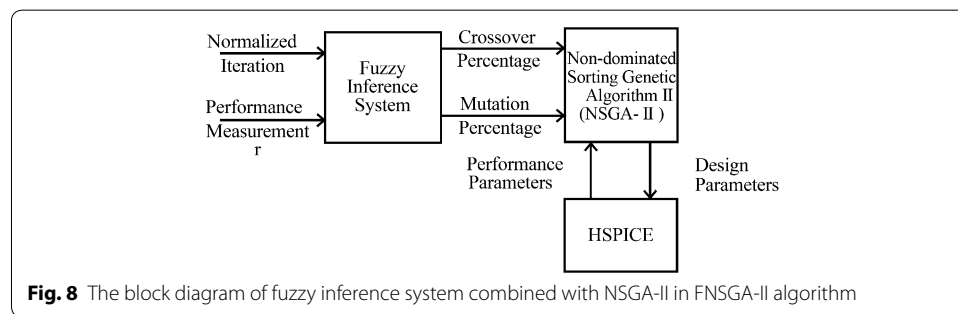 Normalized
Iteration
Performance
Measurement
r
Fuzzy
Inference
System
Crossover
Percentage
Mutation
Percentage
Non-dominated
Sorting Genetic
Algorithm II
(NSGA- II )
Performance
Parameters
Design
Parameters
HSPICE
Fig. 8 The block diagram of fuzzy inference system combined with NSGA-II in FNSGA-II algorithm